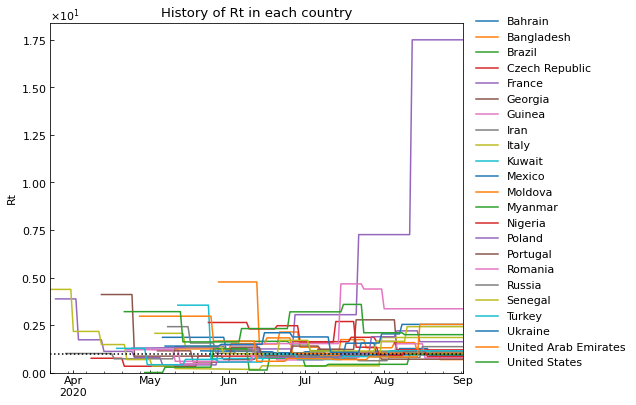 History of Rt in each country
×10¹
17.5
1.50
1.25
1.00
0.75
0.50
0.25
0.00
Rt
Apr
2020
May
Jun
Jul
Aug
Sep
Bahrain
Bangladesh
Brazil
Czech Republic
France
Georgia
Guinea
Iran
Italy
Kuwait
Mexico
Moldova
Myanmar
Nigeria
Poland
Portugal
Romania
Russia
Senegal
Turkey
Ukraine
United Arab Emirates
United States